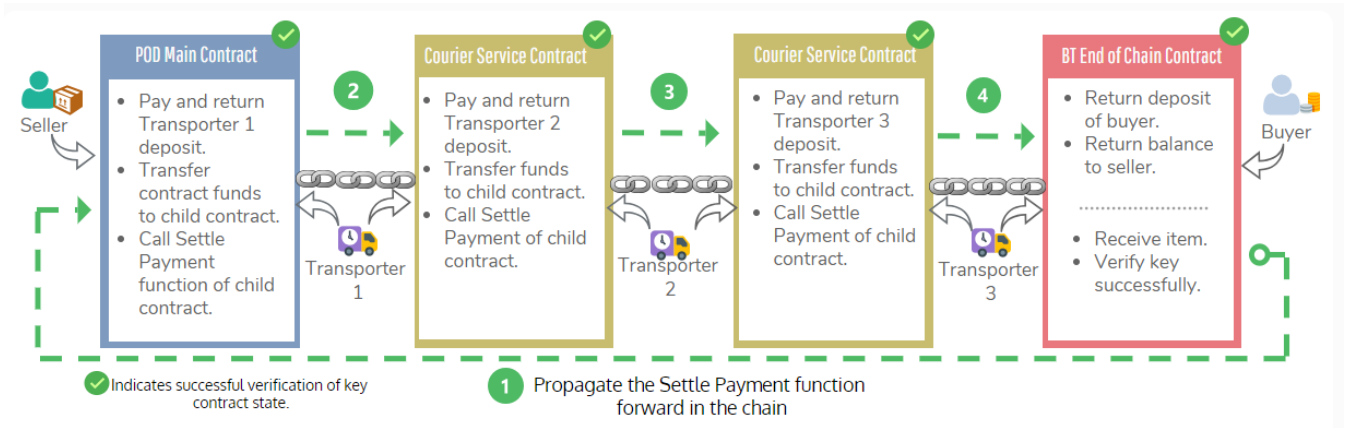 POD Main Contract
Courier Service Contract
Courier Service Contract
BT End of Chain Contract
Seller
• Pay and return
Transporter 1
deposit.
• Transfer
contract funds
to child contract.
• Call Settle
Payment
function of child
contract.
2
Transporter
1
• Pay and return
Transporter 2
deposit.
• Transfer funds
to child contract.
• Call Settle
Payment of child
contract.
3
Transporter
2
• Pay and return
Transporter 3
deposit.
• Transfer funds
to child contract.
• Call Settle
Payment of child
contract.
4
Transporter
3
• Return deposit
of buyer.
• Return balance
to seller.
• Receive item.
• Verify key
successfully.
Buyer
Indicates successful verification of key
contract state.
1
Propagate the Settle Payment function
forward in the chain